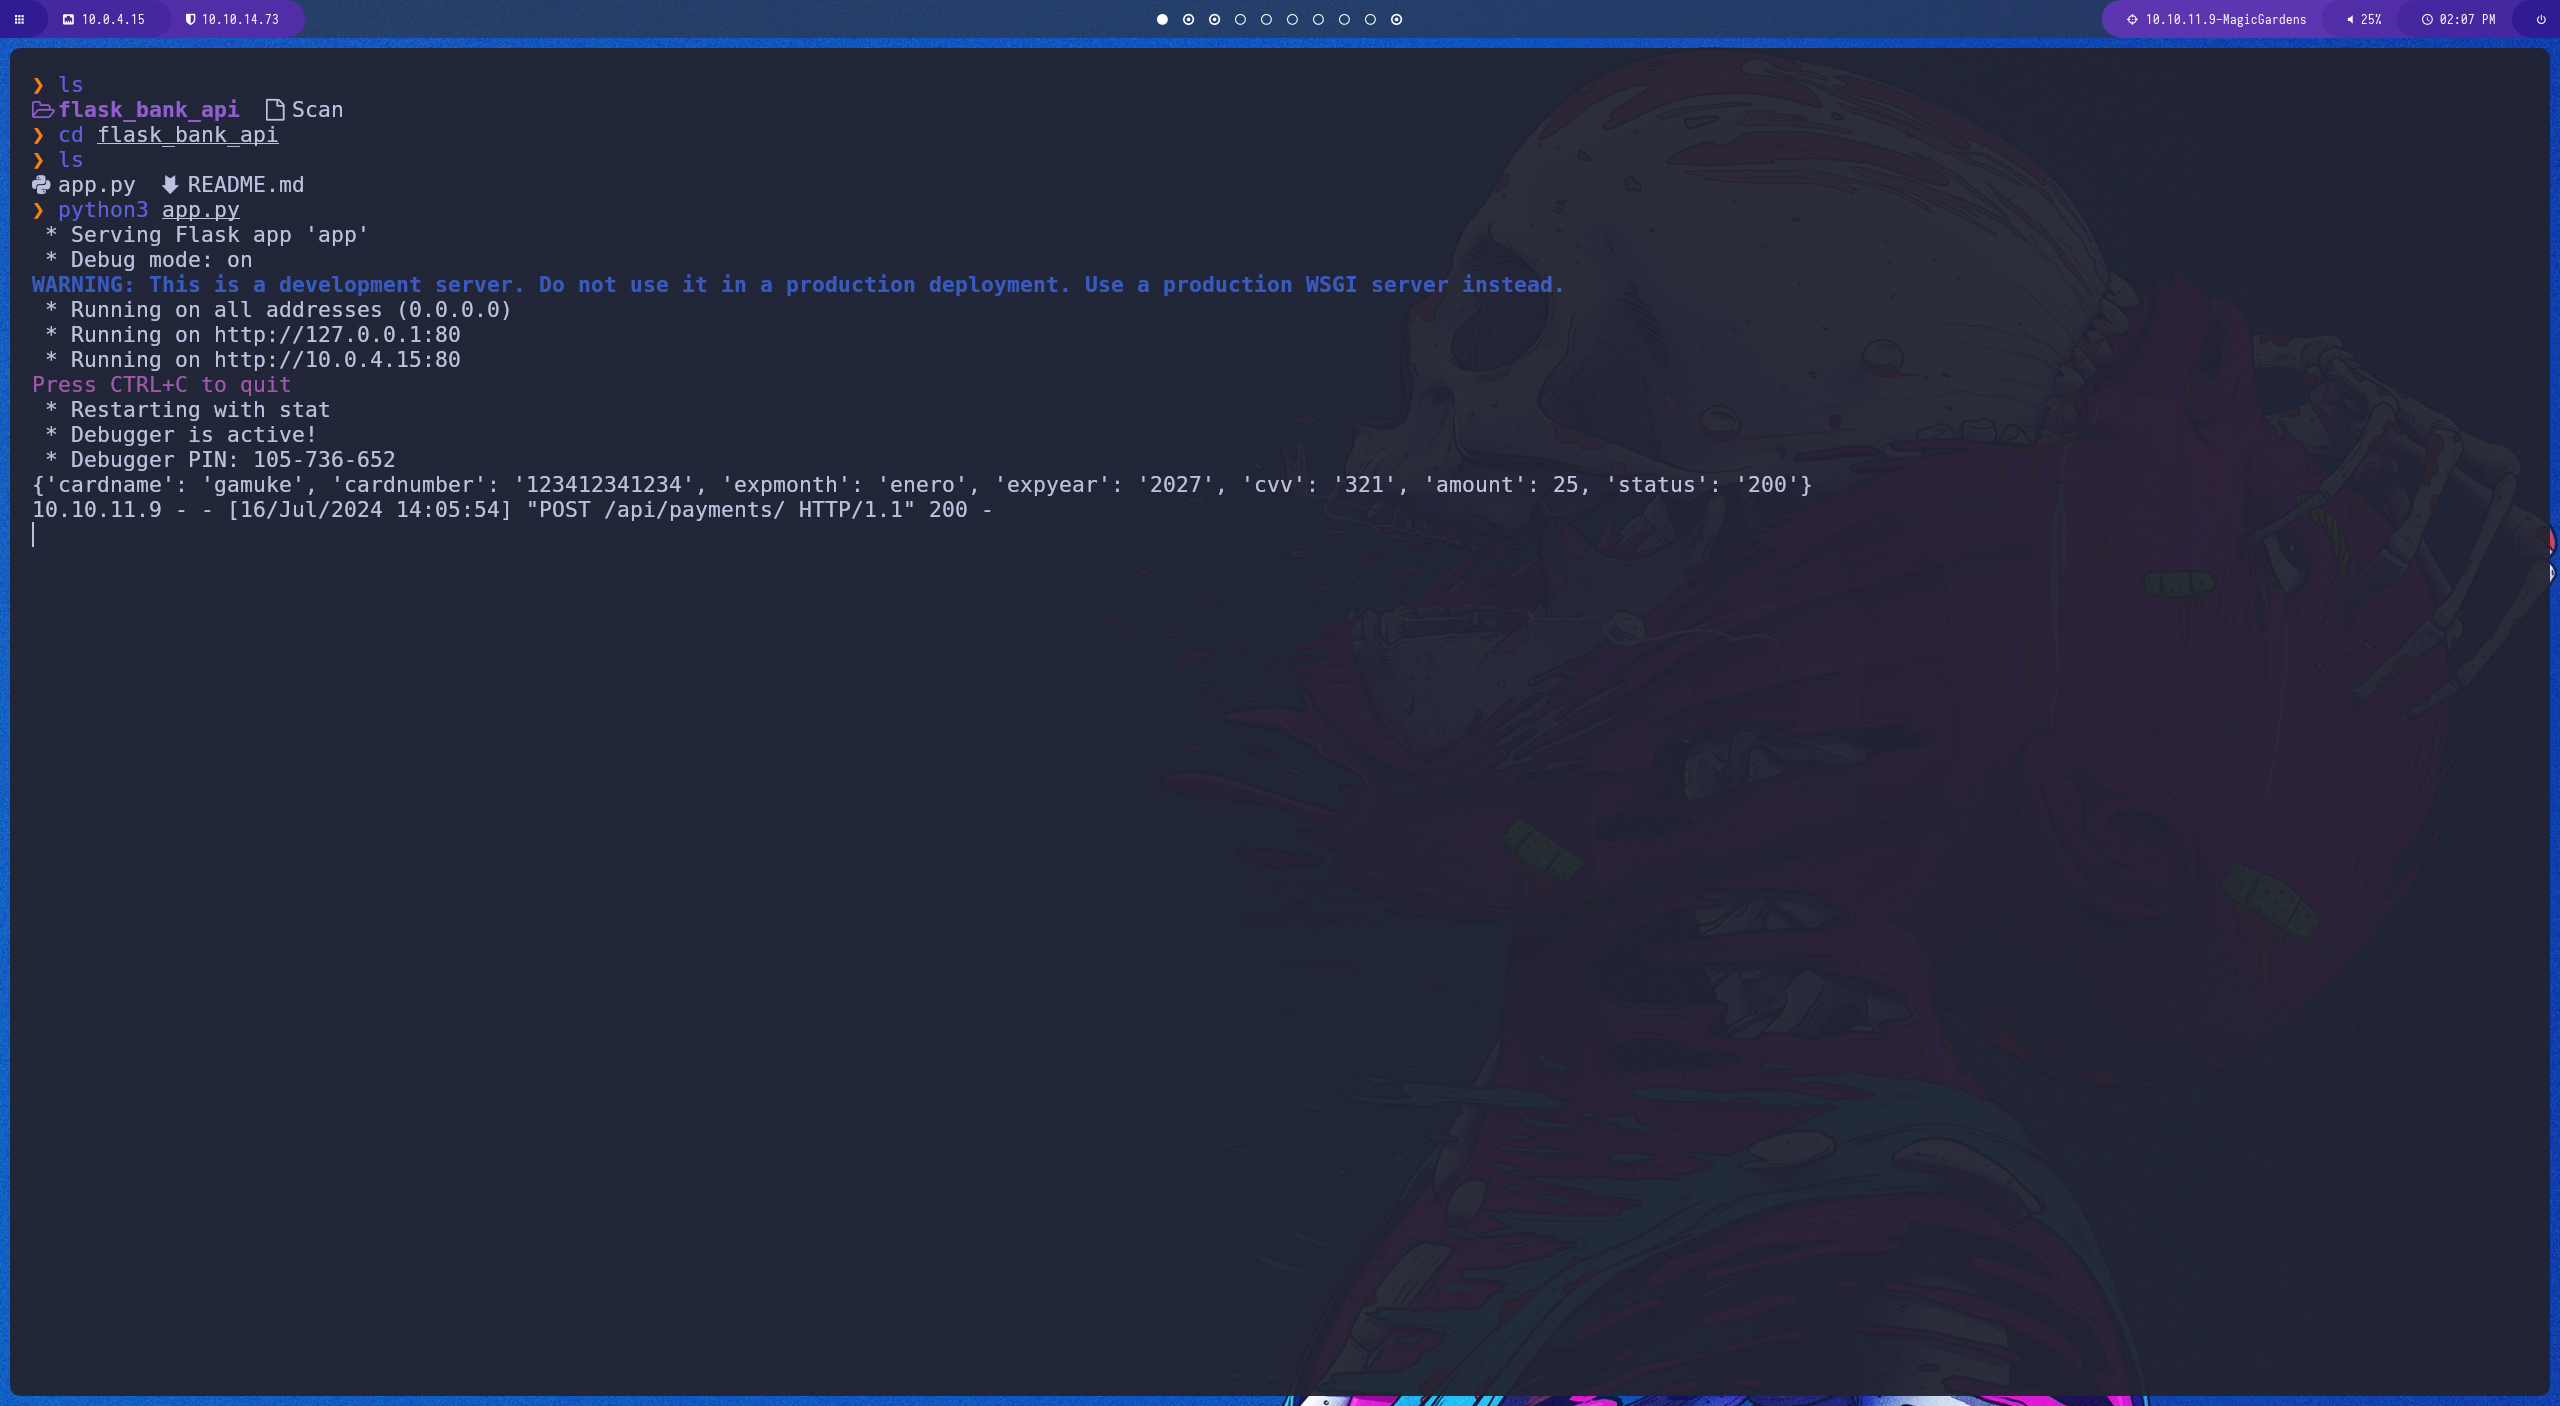 10.0.4.15 10.10.14.73 10.10.11.9-MagicGardens 25% 02:07 PM
❯ ls
flask_bank_api Scan
❯ cd flask_bank_api
❯ ls
app.py README.md
❯ python3 app.py
* Serving Flask app 'app'
* Debug mode: on
WARNING: This is a development server. Do not use it in a production deployment. Use a production WSGI server instead.
* Running on all addresses (0.0.0.0)
* Running on http://127.0.0.1:80
* Running on http://10.0.4.15:80
Press CTRL+C to quit
* Restarting with stat
* Debugger is active!
* Debugger PIN: 105-736-652
{'cardname': 'gamuke', 'cardnumber': '123412341234', 'expmonth': 'enero', 'expyear': '2027', 'cvv': '321', 'amount': 25, 'status': '200'}
10.10.11.9 - - [16/Jul/2024 14:05:54] "POST /api/payments/ HTTP/1.1" 200 -